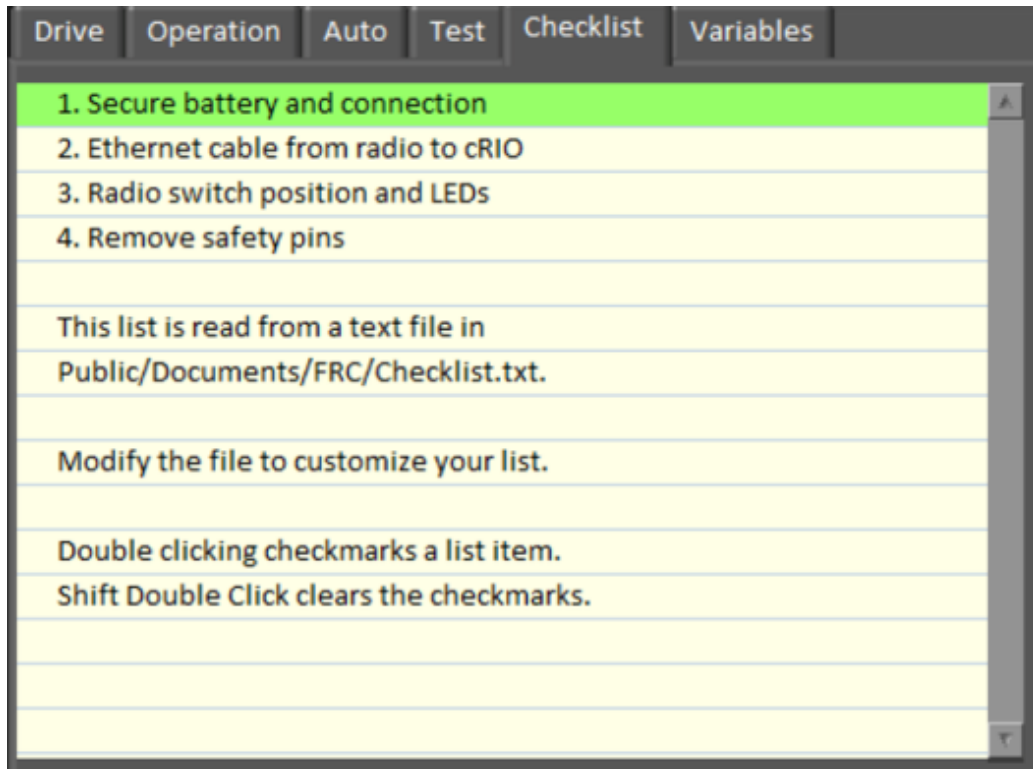 Drive Operation Auto Test Checklist Variables
1. Secure battery and connection
2. Ethernet cable from radio to cRIO
3. Radio switch position and LEDs
4. Remove safety pins
This list is read from a text file in
Public/Documents/FRC/Checklist.txt.
Modify the file to customize your list.
Double clicking checkmarks a list item.
Shift Double Click clears the checkmarks.